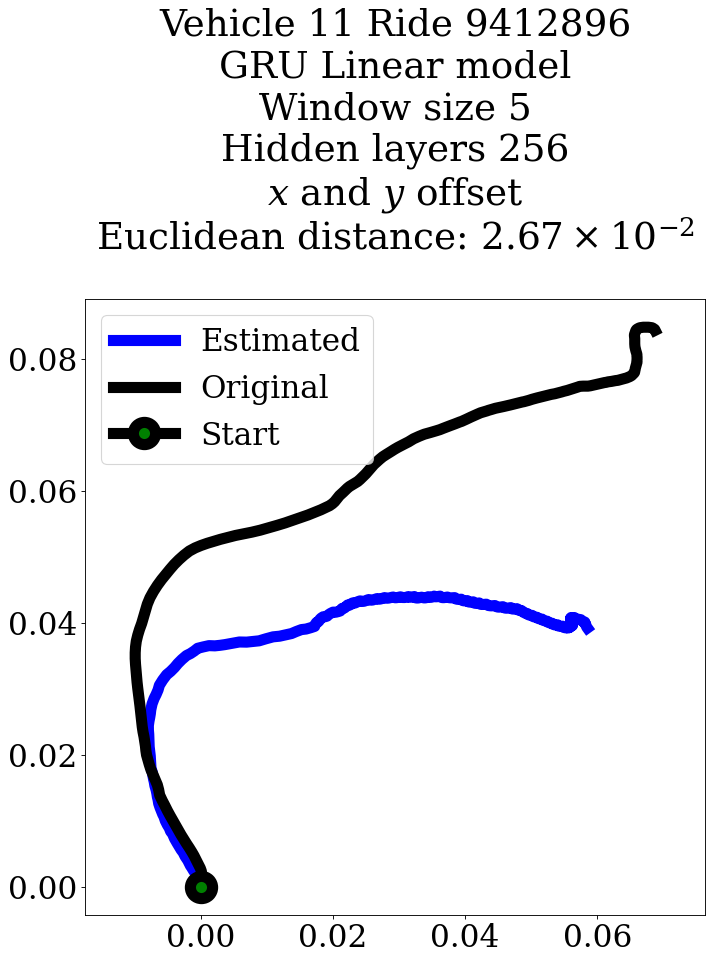 Vehicle 11 Ride 9412896
GRU Linear model
Window size 5
Hidden layers 256
x and y offset
Euclidean distance: 2.67 × 10⁻²
Estimated
Original
Start
0.08
0.06
0.04
0.02
0.00
0.00 0.02 0.04 0.06